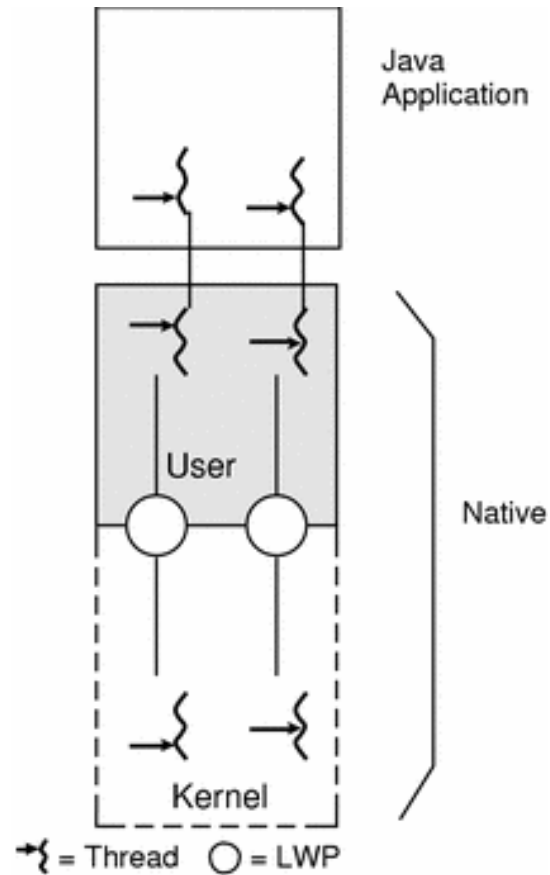 Java
Application
User
Native
Kernel
= Thread = LWP